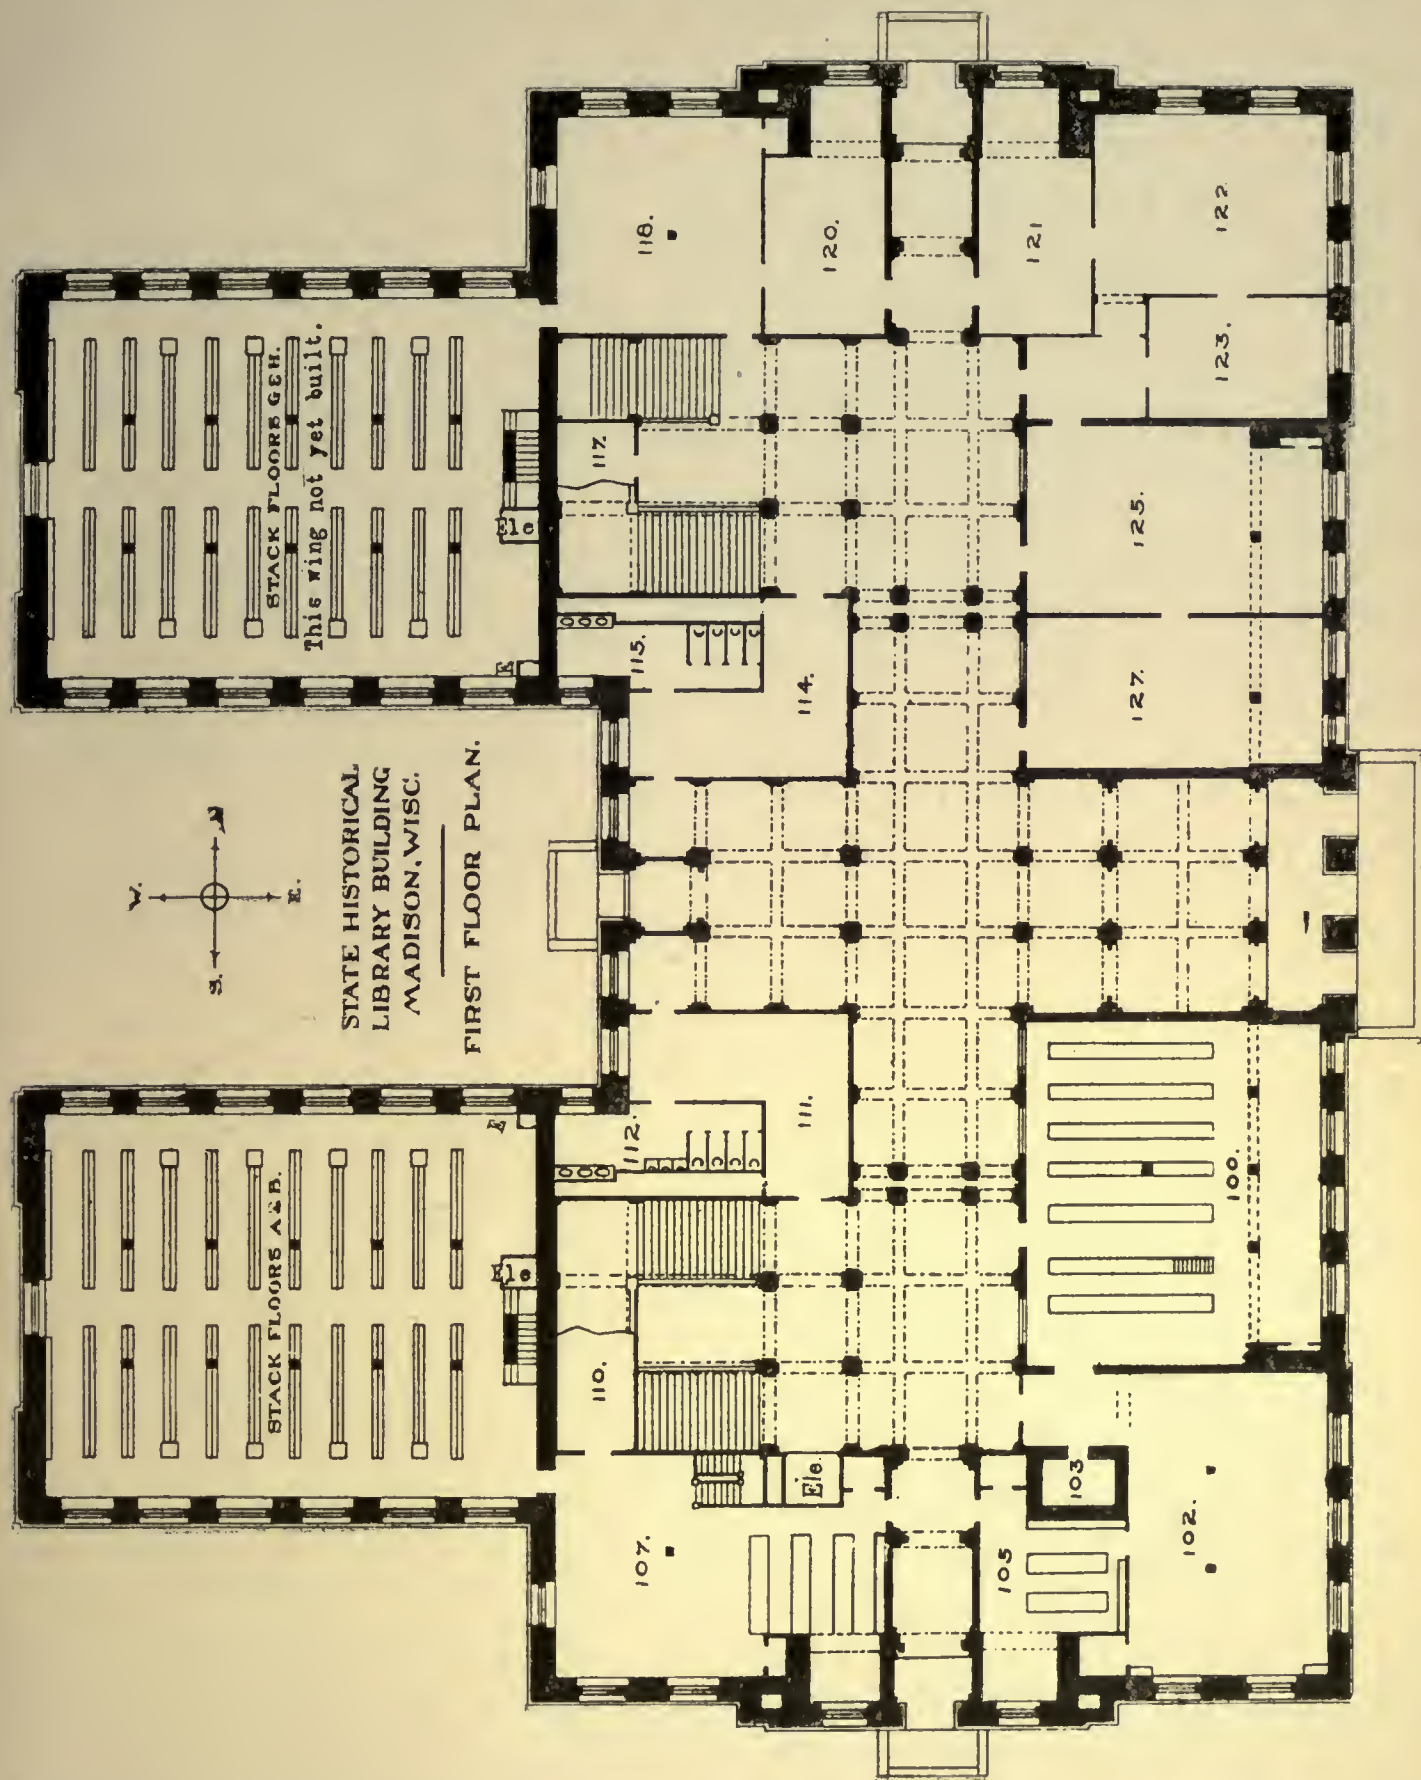 STATE HISTORICAL
LIBRARY BUILDING
MADISON, WISC.
FIRST FLOOR PLAN.
W.
N
S.
E.
STACK FLOORS G & H.
This wing not yet built.
Ele
E
STACK FLOORS A & B.
Ele
E
118.
120.
121
122.
123.
117.
115.
114.
125.
127.
112.
111.
110.
107.
Ele.
105
103
102.
100.